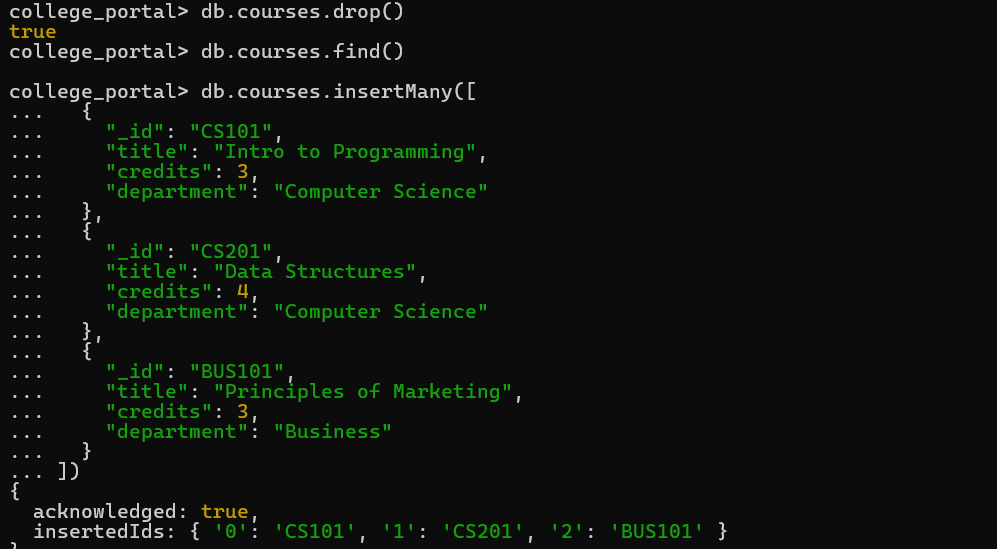 college_portal> db.courses.drop()
true
college_portal> db.courses.find()
college_portal> db.courses.insertMany([
...   {
...     "_id": "CS101",
...     "title": "Intro to Programming",
...     "credits": 3,
...     "department": "Computer Science"
...   },
...   {
...     "_id": "CS201",
...     "title": "Data Structures",
...     "credits": 4,
...     "department": "Computer Science"
...   },
...   {
...     "_id": "BUS101",
...     "title": "Principles of Marketing",
...     "credits": 3,
...     "department": "Business"
...   }
... ])
{
  acknowledged: true,
  insertedIds: { '0': 'CS101', '1': 'CS201', '2': 'BUS101' }
}